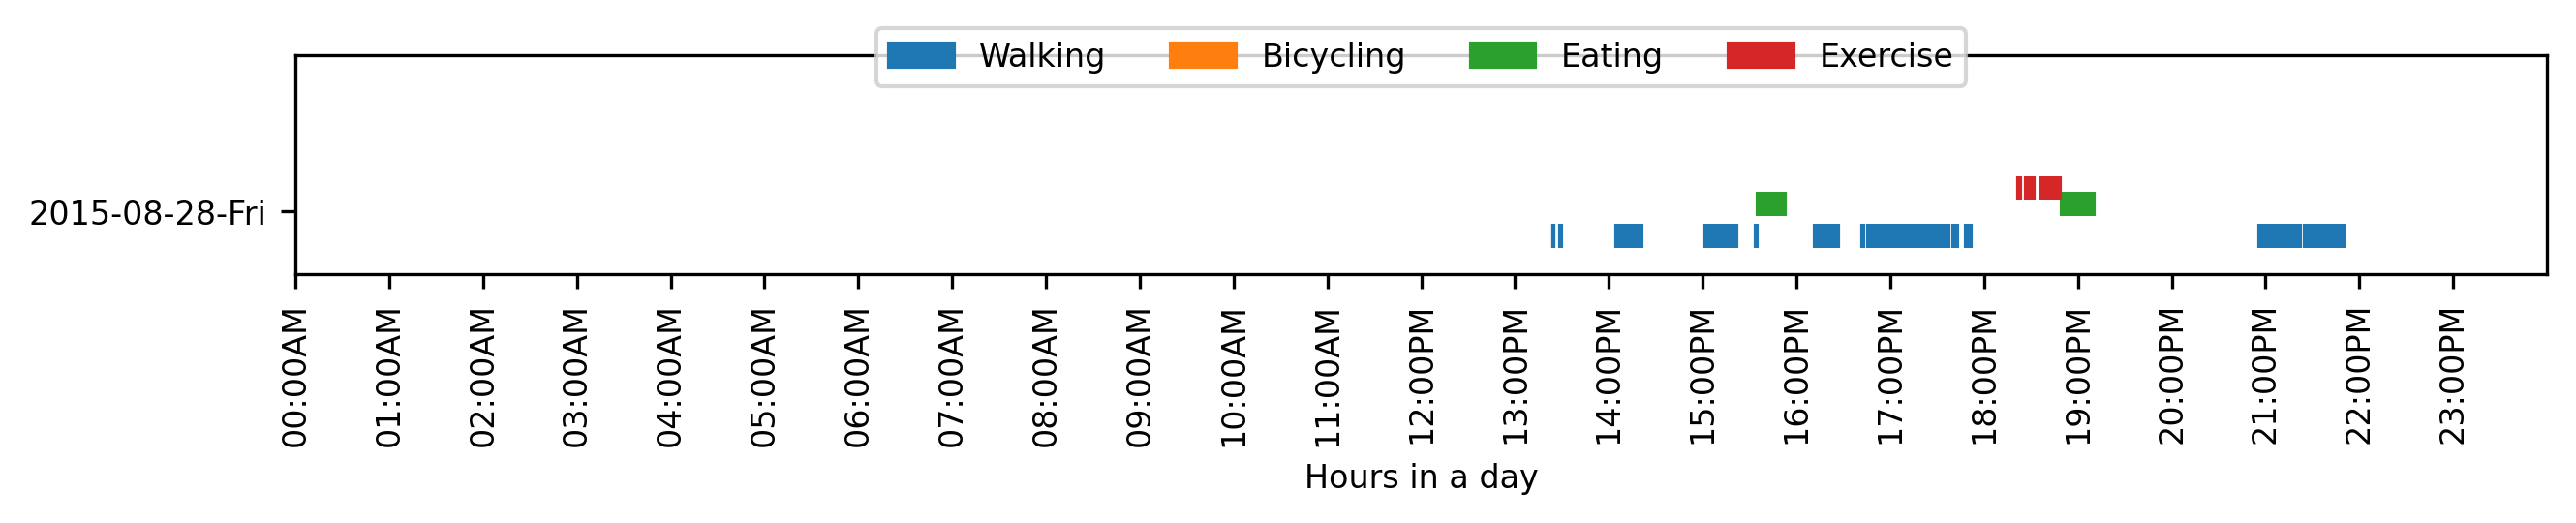 Walking Bicycling Eating Exercise
2015-08-28-Fri
00:00AM 01:00AM 02:00AM 03:00AM 04:00AM 05:00AM 06:00AM 07:00AM 08:00AM 09:00AM 10:00AM 11:00AM 12:00PM 13:00PM 14:00PM 15:00PM 16:00PM 17:00PM 18:00PM 19:00PM 20:00PM 21:00PM 22:00PM 23:00PM
Hours in a day